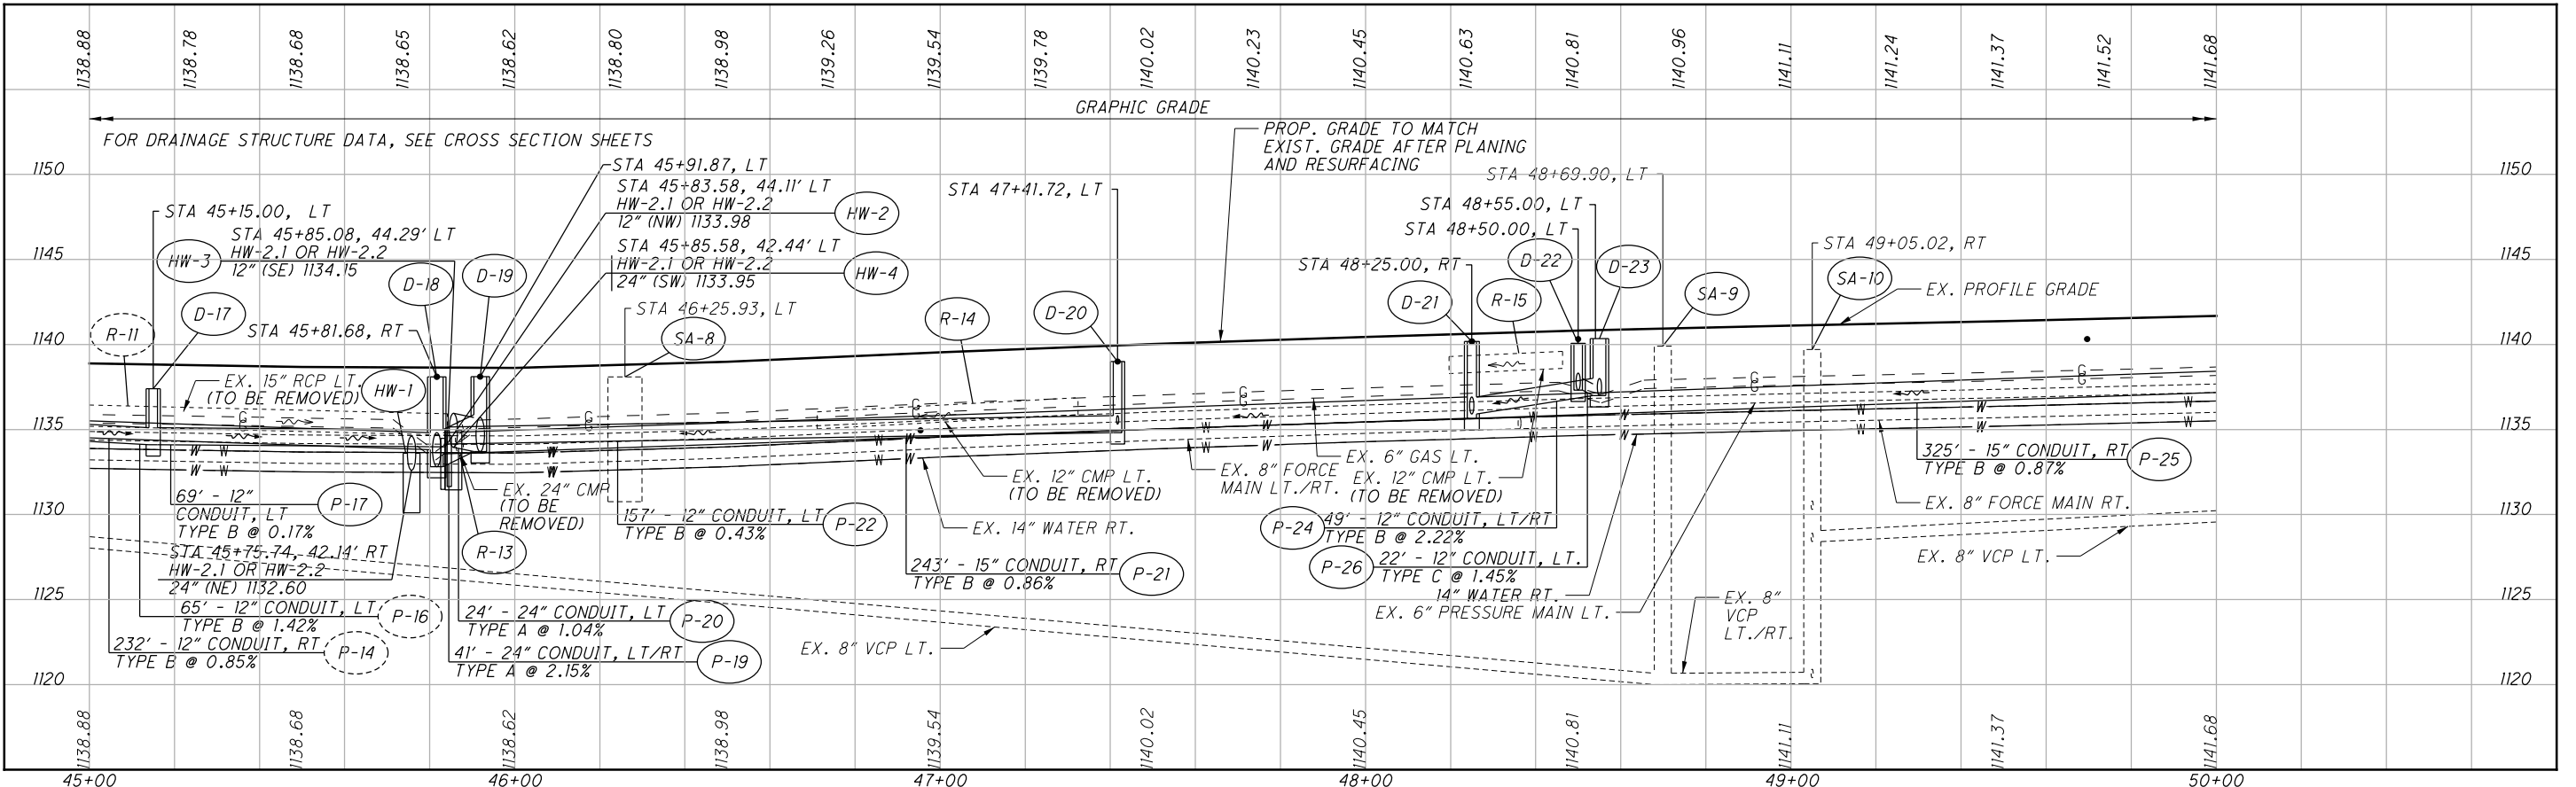 1138.88 1138.78 1138.68 1138.65 1138.62 1138.80 1138.98 1139.26 1139.54 1139.78 1140.02 1140.23 1140.45 1140.63 1140.81 1140.96 1141.11 1141.24 1141.37 1141.52 1141.68
GRAPHIC GRADE
FOR DRAINAGE STRUCTURE DATA, SEE CROSS SECTION SHEETS
PROP. GRADE TO MATCH
EXIST. GRADE AFTER PLANING
AND RESURFACING
1150
1150
STA 45+91.87, LT
STA 45+83.58, 44.11' LT
HW-2.1 OR HW-2.2
12" (NW) 1133.98
HW-2
STA 47+41.72, LT
STA 48+69.90, LT
STA 48+55.00, LT
STA 48+50.00, LT
STA 45+15.00, LT
STA 45+85.08, 44.29' LT
HW-2.1 OR HW-2.2
12" (SE) 1134.15
HW-3
STA 45+85.58, 42.44' LT
HW-2.1 OR HW-2.2
24" (SW) 1133.95
HW-4
STA 49+05.02, RT
1145
1145
D-18
D-19
STA 48+25.00, RT
D-22
D-23
SA-10
SA-9
EX. PROFILE GRADE
D-21
R-15
STA 46+25.93, LT
R-14
D-20
D-17
R-11
STA 45+81.68, RT
SA-8
1140
1140
EX. 15" RCP LT.
(TO BE REMOVED)
HW-1
G G G G G G
G G G G G G
1135
1135
W W W W W W W W W W W W W W
W W W W W W W W W W W W W W
EX. 6" GAS LT.
EX. 8" FORCE
MAIN LT./RT.
EX. 12" CMP LT.
(TO BE REMOVED)
EX. 12" CMP LT.
(TO BE REMOVED)
325' - 15" CONDUIT, RT
TYPE B @ 0.87%
P-25
EX. 24" CMP
(TO BE
REMOVED)
69' - 12"
CONDUIT, LT
TYPE B @ 0.17%
P-17
EX. 8" FORCE MAIN RT.
1130
1130
157' - 12" CONDUIT, LT
TYPE B @ 0.43%
P-22
EX. 14" WATER RT.
P-24
49' - 12" CONDUIT, LT/RT
TYPE B @ 2.22%
R-13
STA 45+75.74, 42.14' RT
HW-2.1 OR HW-2.2
24" (NE) 1132.60
EX. 8" VCP LT.
243' - 15" CONDUIT, RT
TYPE B @ 0.86%
P-21
P-26
22' - 12" CONDUIT, LT.
TYPE C @ 1.45%
14" WATER RT.
EX. 6" PRESSURE MAIN LT.
EX. 8"
VCP
LT./RT.
1125
1125
65' - 12" CONDUIT, LT
TYPE B @ 1.42%
P-16
24' - 24" CONDUIT, LT
TYPE A @ 1.04%
P-20
232' - 12" CONDUIT, RT
TYPE B @ 0.85%
P-14
41' - 24" CONDUIT, LT/RT
TYPE A @ 2.15%
P-19
EX. 8" VCP LT.
1120
1120
1138.88 1138.68 1138.62 1138.98 1139.54 1140.02 1140.45 1140.81 1141.11 1141.37 1141.68
45+00 46+00 47+00 48+00 49+00 50+00